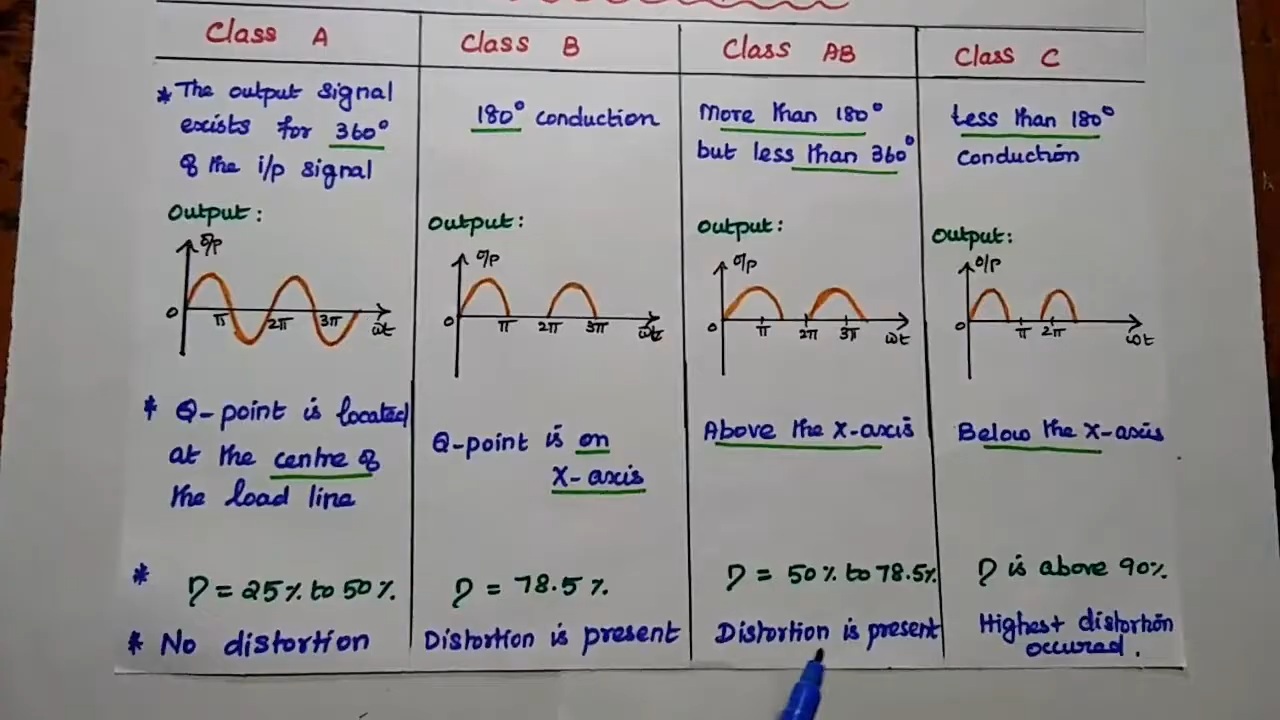 Class A
Class B
Class AB
Class C
* The output signal
exists for 360°
of the i/p signal
180° conduction
More than 180°
but less than 360°
Less than 180°
conduction
Output:
o/p
0
π
2π
3π
ωt
Output:
o/p
0
π
2π
3π
ωt
Output:
o/p
0
π
2π
3π
ωt
Output:
o/p
0
π
2π
ωt
* Q-point is located
at the centre of
the load line
Q-point is on
X-axis
Above the X-axis
Below the X-axis
* η = 25% to 50%.
η = 78.5%.
η = 50% to 78.5%.
η is above 90%.
* No distortion
Distortion is present
Distortion is present
Highest distortion
occured.